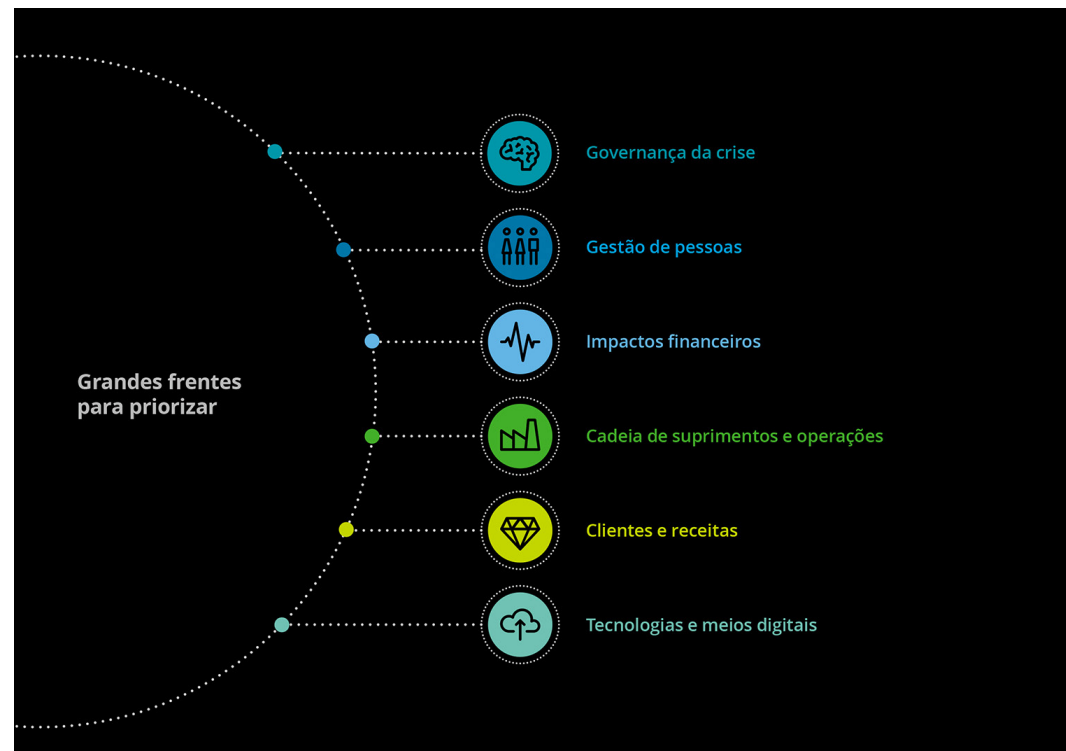 Grandes frentes
para priorizar
Governança da crise
Gestão de pessoas
Impactos financeiros
Cadeia de suprimentos e operações
Clientes e receitas
Tecnologias e meios digitais